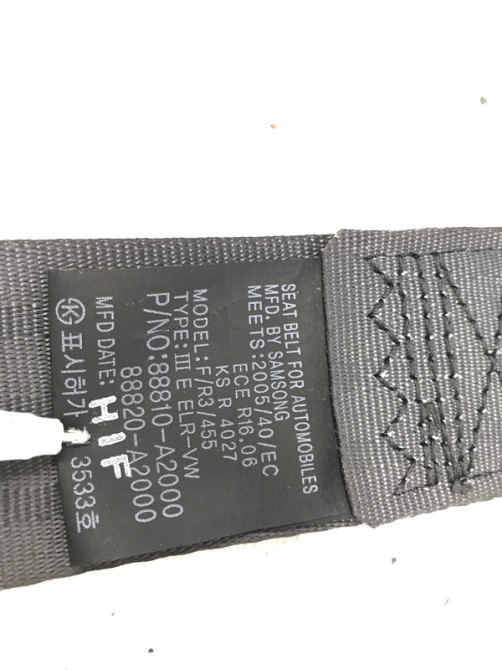 SEAT BELT FOR AUTOMOBILES
MFD. BY SAMSONG
MEETS:2005/40/EC
ECE R16.06
KS R 4027
MODEL:F/R3/455
TYPE:Ⅲ E ELR-VW
P/NO:88810-A2000
88820-A2000
MFD DATE: HIF
㉿ 표시허가 3533호